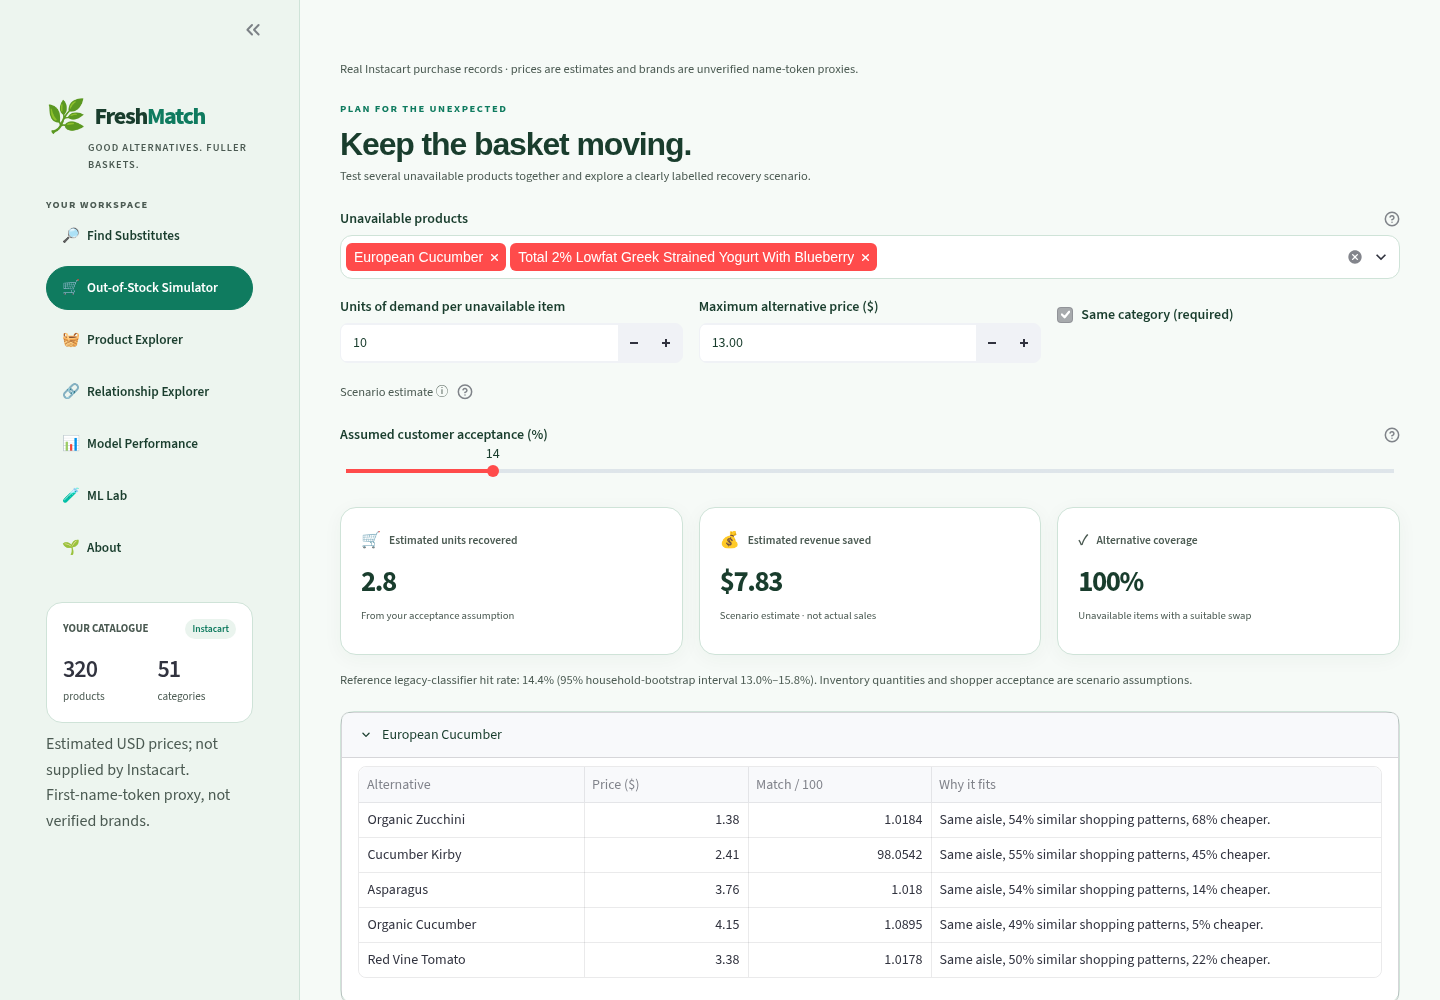 FreshMatch
GOOD ALTERNATIVES. FULLER
BASKETS.
YOUR WORKSPACE
Find Substitutes
Out-of-Stock Simulator
Product Explorer
Relationship Explorer
Model Performance
ML Lab
About
YOUR CATALOGUE
Instacart
320
51
products
categories
Estimated USD prices; not
supplied by Instacart.
First-name-token proxy, not
verified brands.
Real Instacart purchase records · prices are estimates and brands are unverified name-token proxies.
PLAN FOR THE UNEXPECTED
Keep the basket moving.
Test several unavailable products together and explore a clearly labelled recovery scenario.
Unavailable products
European Cucumber × Total 2% Lowfat Greek Strained Yogurt With Blueberry ×
Units of demand per unavailable item
Maximum alternative price ($)
Same category (required)
10
13.00
Scenario estimate ⓘ
Assumed customer acceptance (%)
14
Estimated units recovered
2.8
From your acceptance assumption
Estimated revenue saved
$7.83
Scenario estimate · not actual sales
✓ Alternative coverage
100%
Unavailable items with a suitable swap
Reference legacy-classifier hit rate: 14.4% (95% household-bootstrap interval 13.0%–15.8%). Inventory quantities and shopper acceptance are scenario assumptions.
European Cucumber
Alternative Price ($) Match / 100 Why it fits
Organic Zucchini 1.38 1.0184 Same aisle, 54% similar shopping patterns, 68% cheaper.
Cucumber Kirby 2.41 98.0542 Same aisle, 55% similar shopping patterns, 45% cheaper.
Asparagus 3.76 1.018 Same aisle, 54% similar shopping patterns, 14% cheaper.
Organic Cucumber 4.15 1.0895 Same aisle, 49% similar shopping patterns, 5% cheaper.
Red Vine Tomato 3.38 1.0178 Same aisle, 50% similar shopping patterns, 22% cheaper.